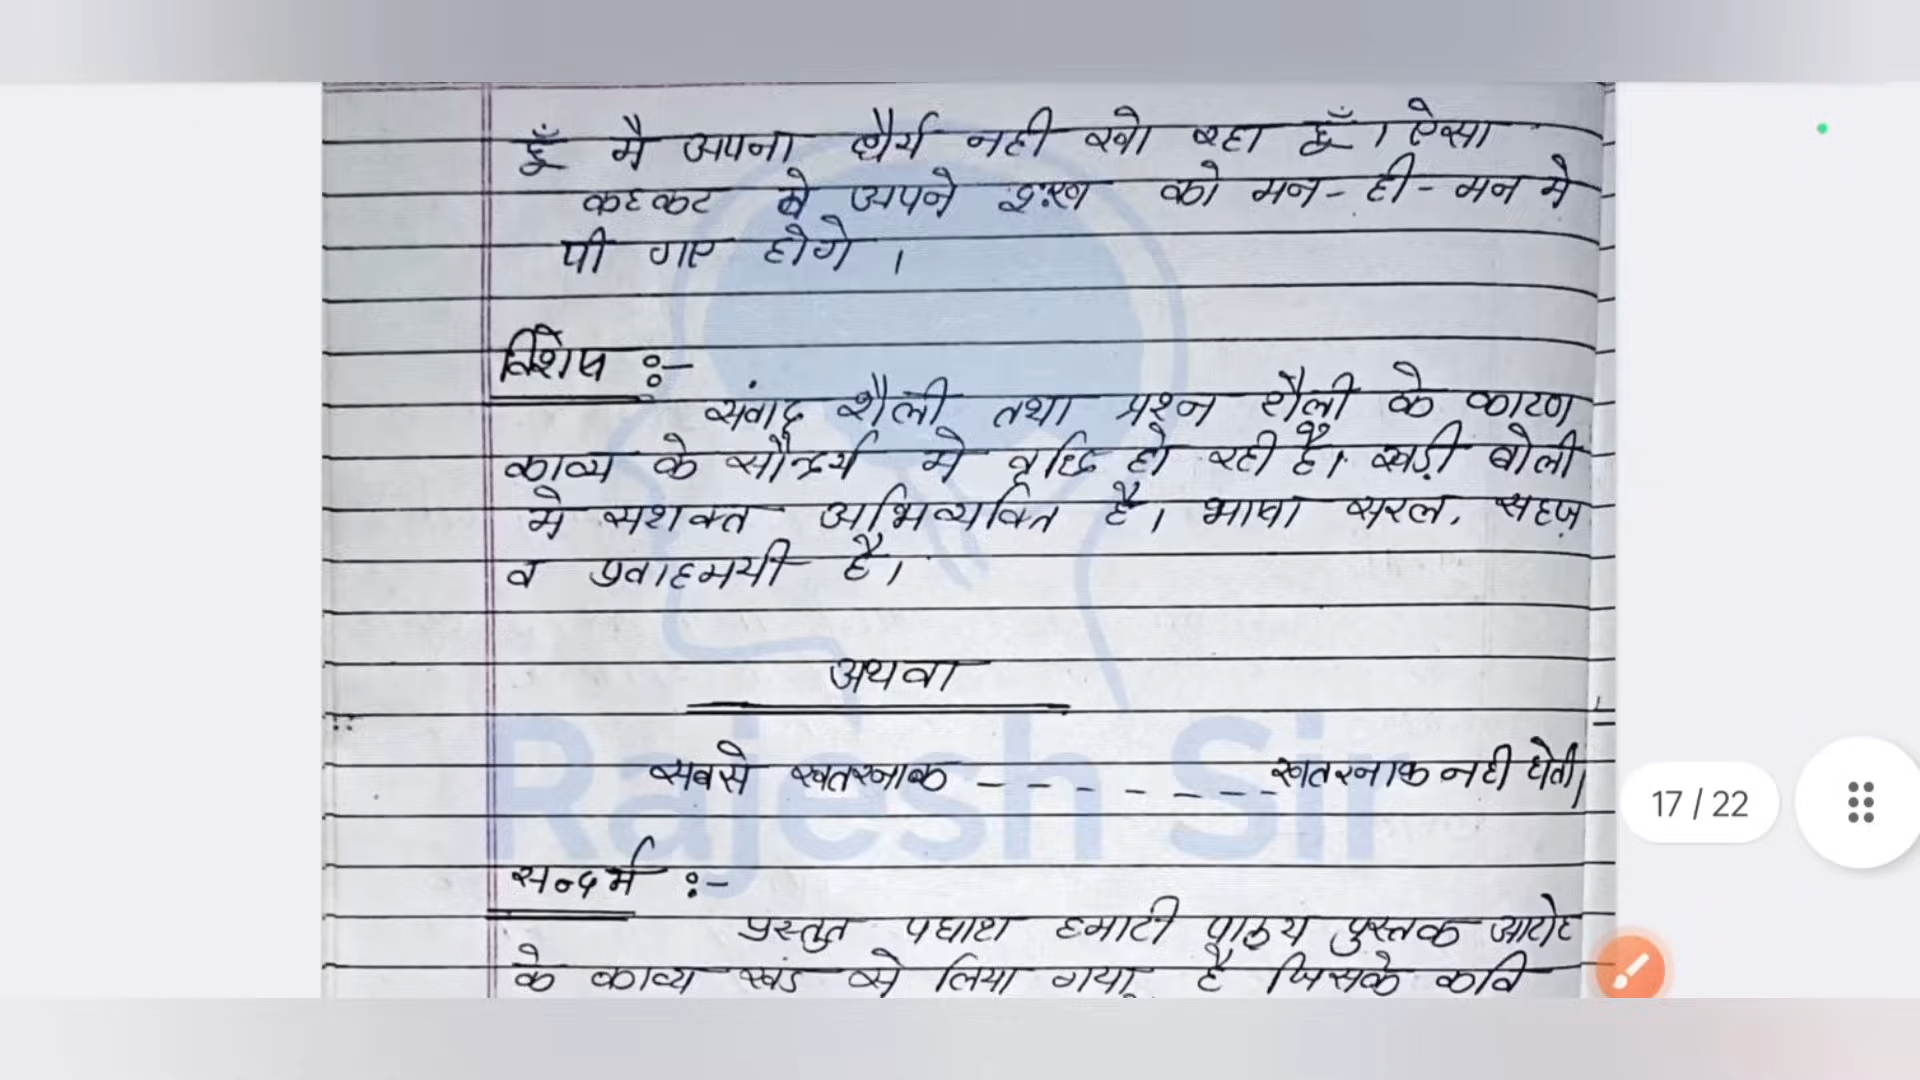 हूँ मै अपना धैर्य नही खो रहा हूँ। ऐसा
कहकर वे अपने दुःख को मन-ही-मन मे
पी गए होगे ।
विशेष :-
संवाद शैली तथा प्रश्न शैली के कारण
काव्य के सौन्दर्य मे वृद्धि हो रही है। खड़ी बोली
मे सशक्त अभिव्यक्ति है। भाषा सरल, सहज
व प्रवाहमयी है।
अथवा
सबसे खतरनाक - - - - - - - खतरनाक नही होती।
सन्दर्भ :-
प्रस्तुत पद्यांश हमारी पाठ्य पुस्तक आरोह
के काव्य खंड से लिया गया है जिसके कवि
Rajesh Sir
17 / 22